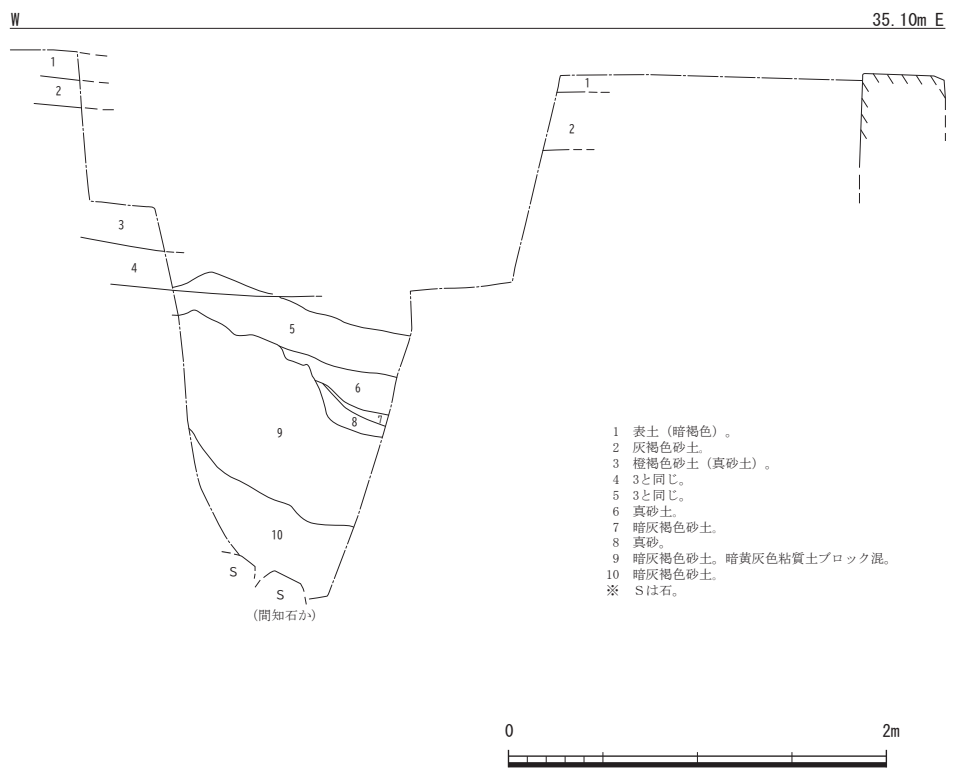 W
35.10m E
1
2
1
2
3
4
5
6
7
8
9
10
S
S
(間知石か)
1 表土（暗褐色）。
2 灰褐色砂土。
3 橙褐色砂土（真砂土）。
4 3と同じ。
5 3と同じ。
6 真砂土。
7 暗灰褐色砂土。
8 真砂。
9 暗灰褐色砂土。暗黄灰色粘質土ブロック混。
10 暗灰褐色砂土。
※ Sは石。
0 2m